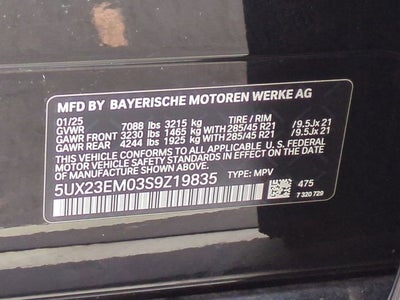 MFD BY BAYERISCHE MOTOREN WERKE AG
01/25 TIRE / RIM
GVWR 7088 lbs 3215 kg
GAWR FRONT 3230 lbs 1465 kg 285/45 R21 / 9.5Jx 21
GAWR REAR 4244 lbs 1925 kg 285/45 R21 / 9.5Jx 21
THIS VEHICLE CONFORMS TO ALL APPLICABLE U.S. FEDERAL
MOTOR VEHICLE SAFETY STANDARDS IN EFFECT ON
THE DATE OF MANUFACTURE SHOWN ABOVE.
5UX23EM03S9Z19835 TYPE: MPV
475
7 320 729